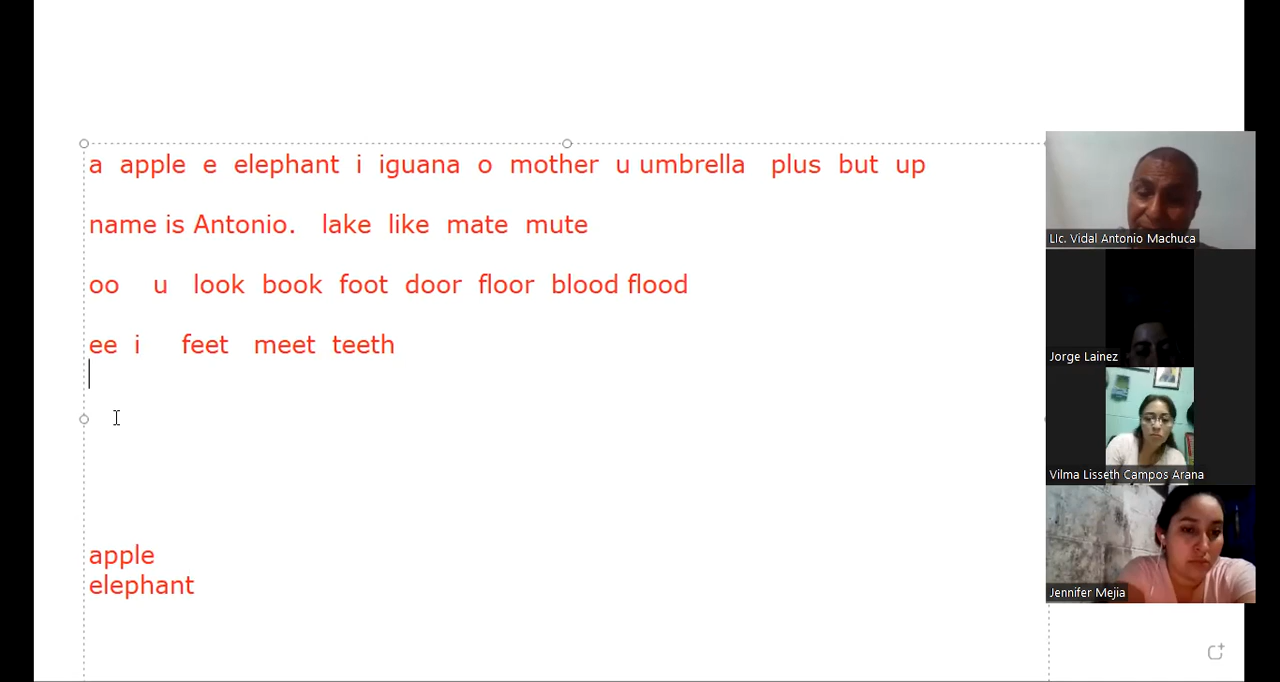 a apple e elephant i iguana o mother u umbrella plus but up
name is Antonio. lake like mate mute
oo u look book foot door floor blood flood
ee i feet meet teeth
apple
elephant
LIc. Vidal Antonio Machuca
Jorge Lainez
Vilma Lisseth Campos Arana
Jennifer Mejia